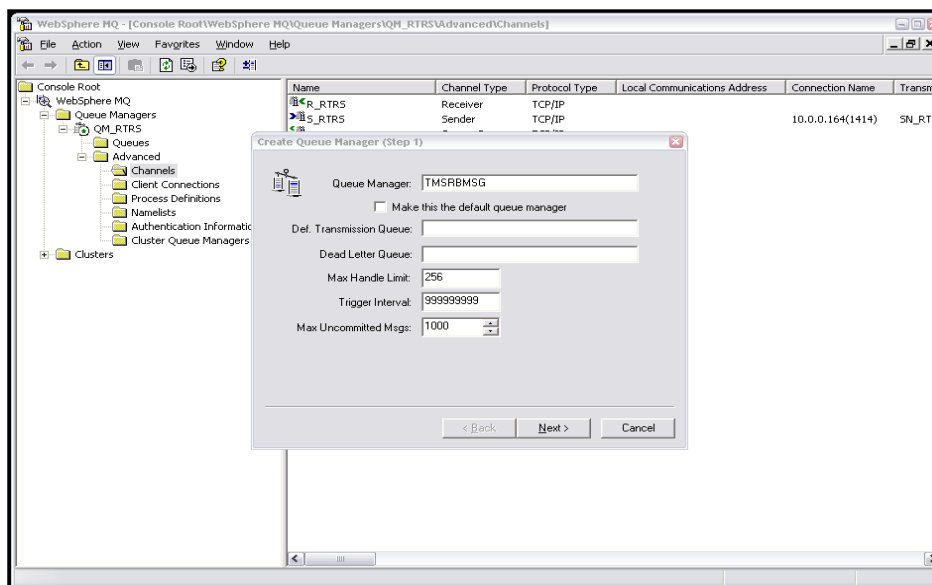 WebSphere MQ - [Console Root\WebSphere MQ\Queue Managers\QM_RTRS\Advanced\Channels]
File Action View Favorites Window Help
Console Root
WebSphere MQ
Queue Managers
QM_RTRS
Queues
Advanced
Channels
Client Connections
Process Definitions
Namelists
Authentication Informatio
Cluster Queue Managers
Clusters
Name Channel Type Protocol Type Local Communications Address Connection Name Transm
R_RTRS Receiver TCP/IP
S_RTRS Sender TCP/IP 10.0.0.164(1414) SN_RT
Create Queue Manager (Step 1)
Queue Manager: TMSRBMSG
Make this the default queue manager
Def. Transmission Queue:
Dead Letter Queue:
Max Handle Limit: 256
Trigger Interval: 999999999
Max Uncommitted Msgs: 1000
< Back Next > Cancel